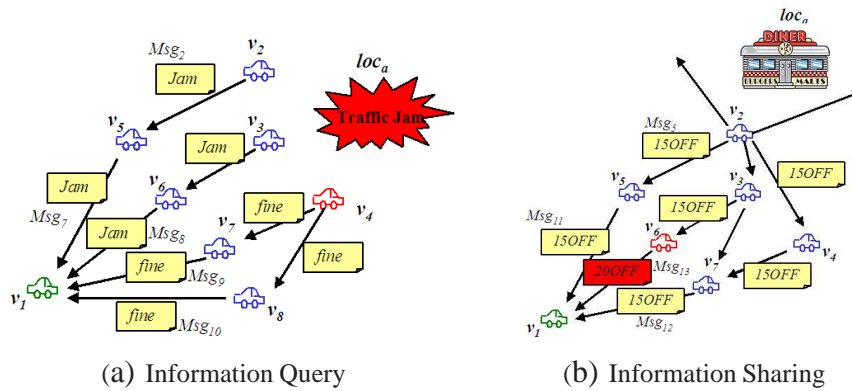 Msg2
v2
Jam
loca
Traffic Jam
v5
v3
Jam
Jam
v6
fine
v4
Msg7
Jam
Msg8
v7
fine
fine
Msg9
v1
v8
fine
Msg10
(a) Information Query
loca
DINER
BURGERS
MALTS
v2
Msg5
15OFF
15OFF
v5
v3
15OFF
Msg11
v6
15OFF
v4
20OFF
Msg13
v7
15OFF
15OFF
v1
Msg12
(b) Information Sharing